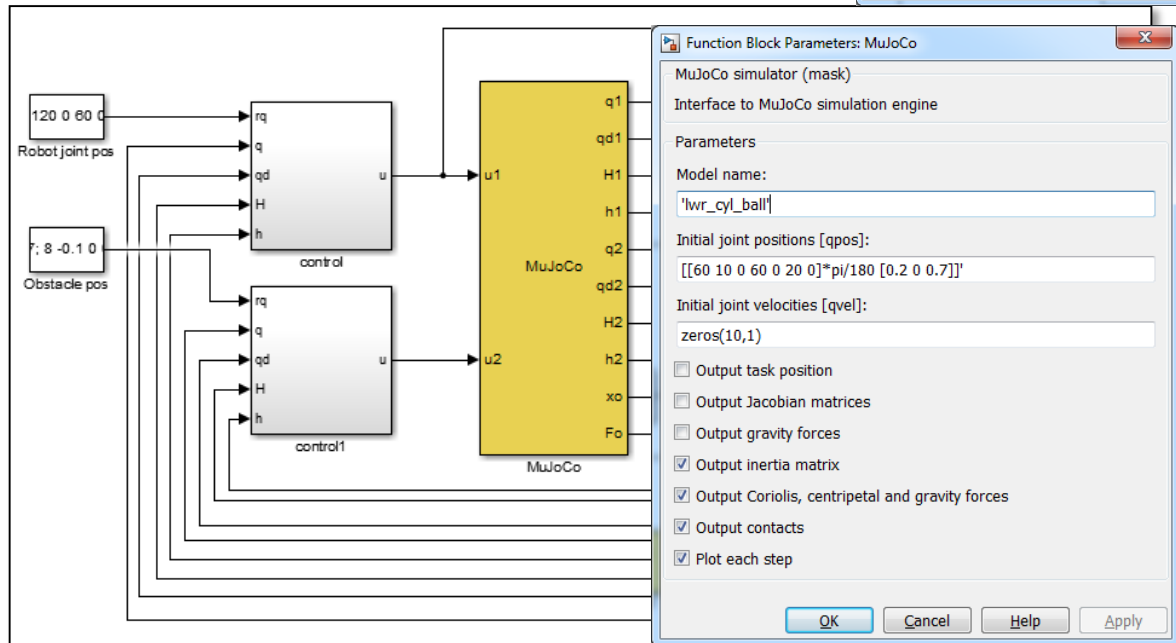 120 0 60 0
Robot joint pos
7; 8 -0.1 0
Obstacle pos
rq
q
qd
H
h
u
control
rq
q
qd
H
h
u
control1
u1
u2
MuJoCo
q1
qd1
H1
h1
q2
qd2
H2
h2
xo
Fo
MuJoCo
Function Block Parameters: MuJoCo
MuJoCo simulator (mask)
Interface to MuJoCo simulation engine
Parameters
Model name:
'lwr_cyl_ball'
Initial joint positions [qpos]:
[[60 10 0 60 0 20 0]*pi/180 [0.2 0 0.7]]'
Initial joint velocities [qvel]:
zeros(10,1)
Output task position
Output Jacobian matrices
Output gravity forces
Output inertia matrix
Output Coriolis, centripetal and gravity forces
Output contacts
Plot each step
OK Cancel Help Apply